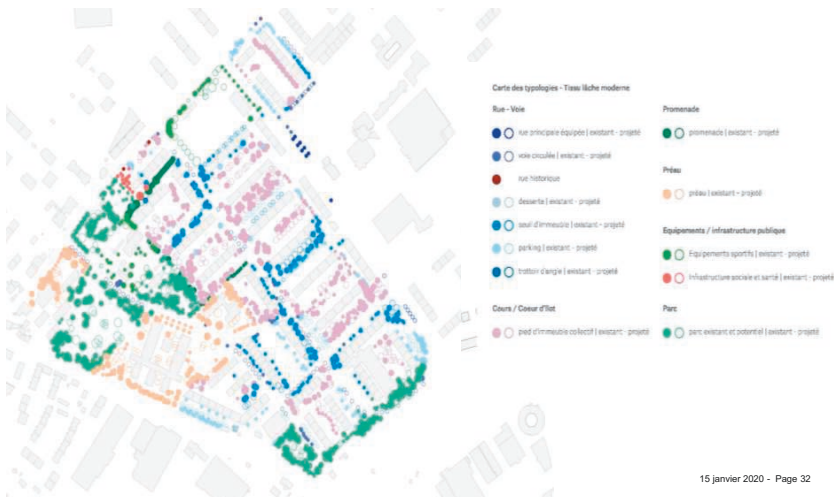 Carte des typologies - Tissu lâche moderne
Rue - Voie
rue principale équipée | existant - projeté
voie circulée | existant - projeté
rue historique
desserte | existant - projeté
seuil d'immeuble | existant - projeté
parking | existant - projeté
trottoir d'angle | existant - projeté
Cours / Coeur d'îlot
pied d'immeuble collectif | existant - projeté
Promenade
promenade | existant - projeté
Préau
préau | existant - projeté
Equipements / infrastructure publique
Equipements sportifs | existant - projeté
Infrastructure sociale et santé | existant - projeté
Parc
parc existant et potentiel | existant - projeté
15 janvier 2020 - Page 32